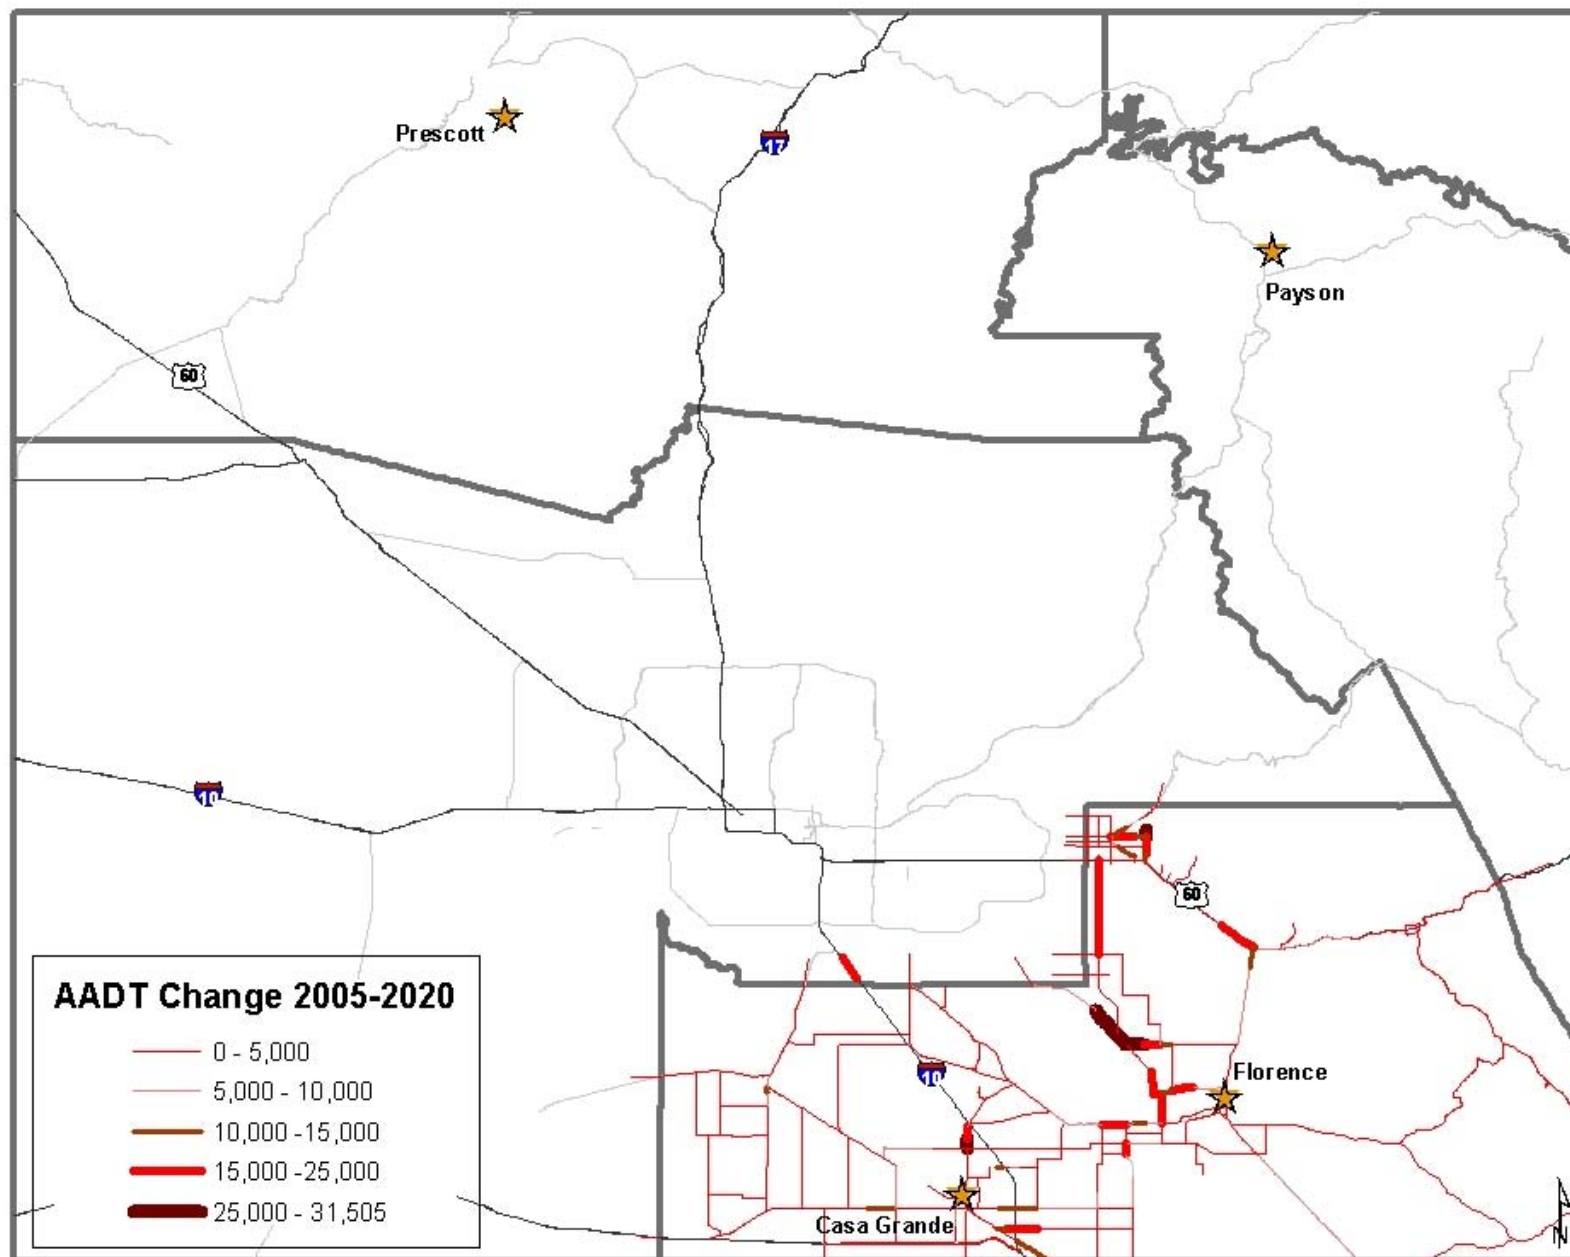 Prescott
17
Payson
60
10
60
AADT Change 2005-2020
0 - 5,000
5,000 - 10,000
10,000 -15,000
15,000 -25,000
25,000 - 31,505
10
Florence
Casa Grande
N